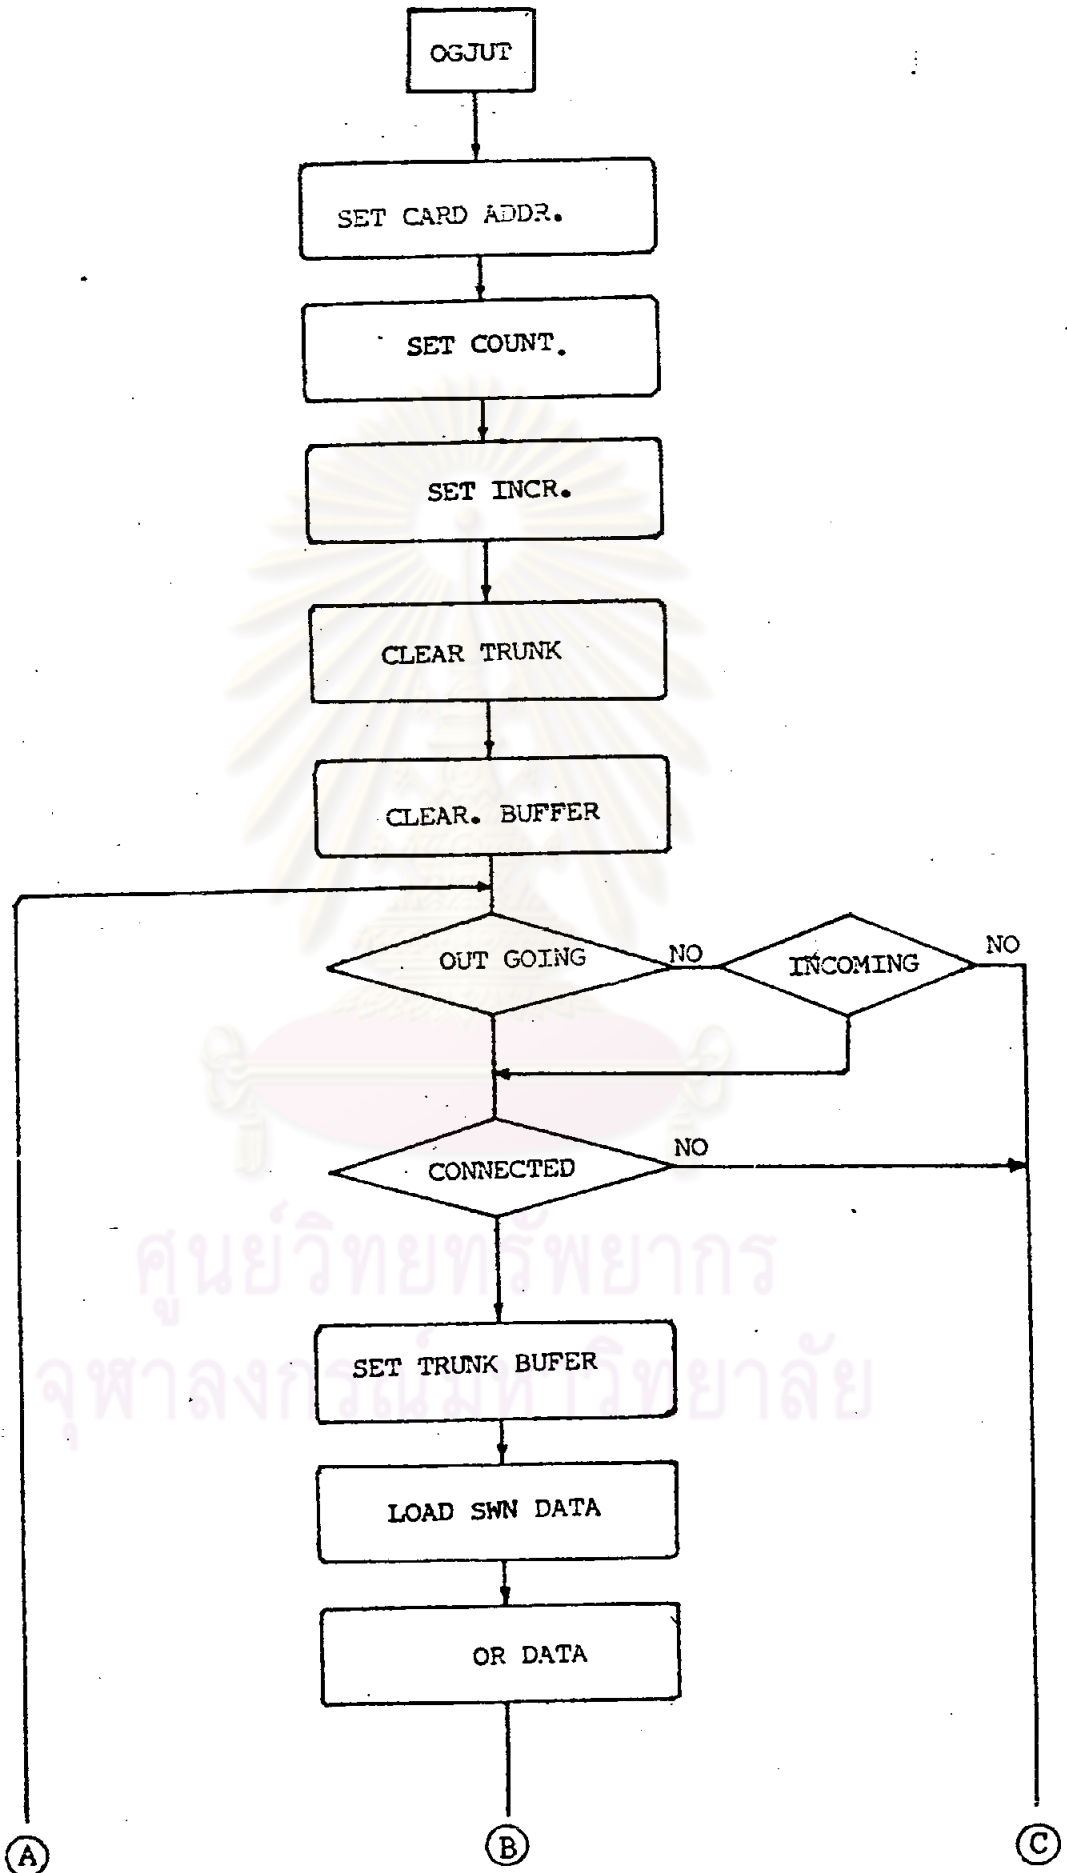 OGJUT
SET CARD ADDR.
SET COUNT.
SET INCR.
CLEAR TRUNK
CLEAR. BUFFER
OUT GOING
NO
INCOMING
NO
CONNECTED
NO
ศูนย์วิทยทรัพยากร
SET TRUNK BUFER
จุฬาลงกรณ์มหาวิทยาลัย
LOAD SWN DATA
OR DATA
A
B
C